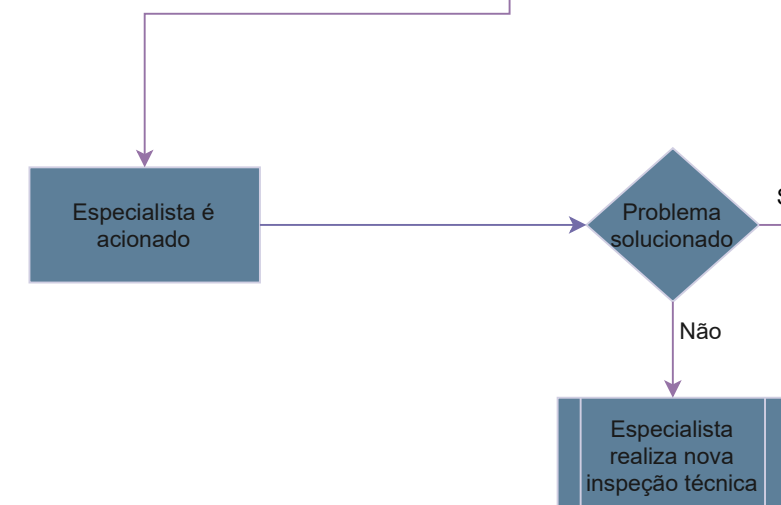 Especialista é
acionado
Problema
solucionado
Não
Especialista
realiza nova
inspeção técnica